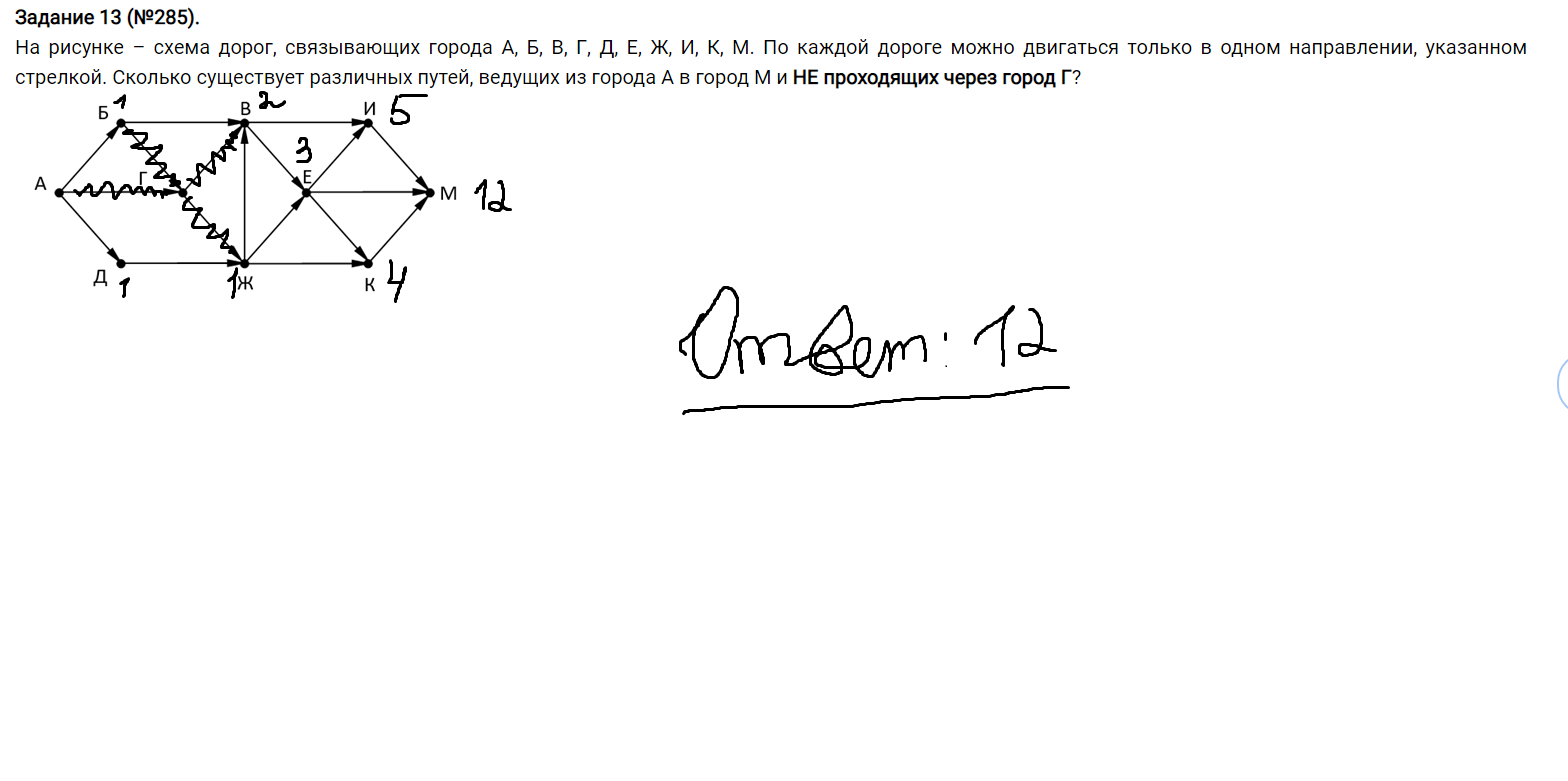 Задание 13 (№285).
На рисунке – схема дорог, связывающих города А, Б, В, Г, Д, Е, Ж, И, К, М. По каждой дороге можно двигаться только в одном направлении, указанном
стрелкой. Сколько существует различных путей, ведущих из города А в город М и НЕ проходящих через город Г?
Б 1 В 2 И 5
3
А Г Е М 12
Д 1 1 Ж К 4
Ответ: 12